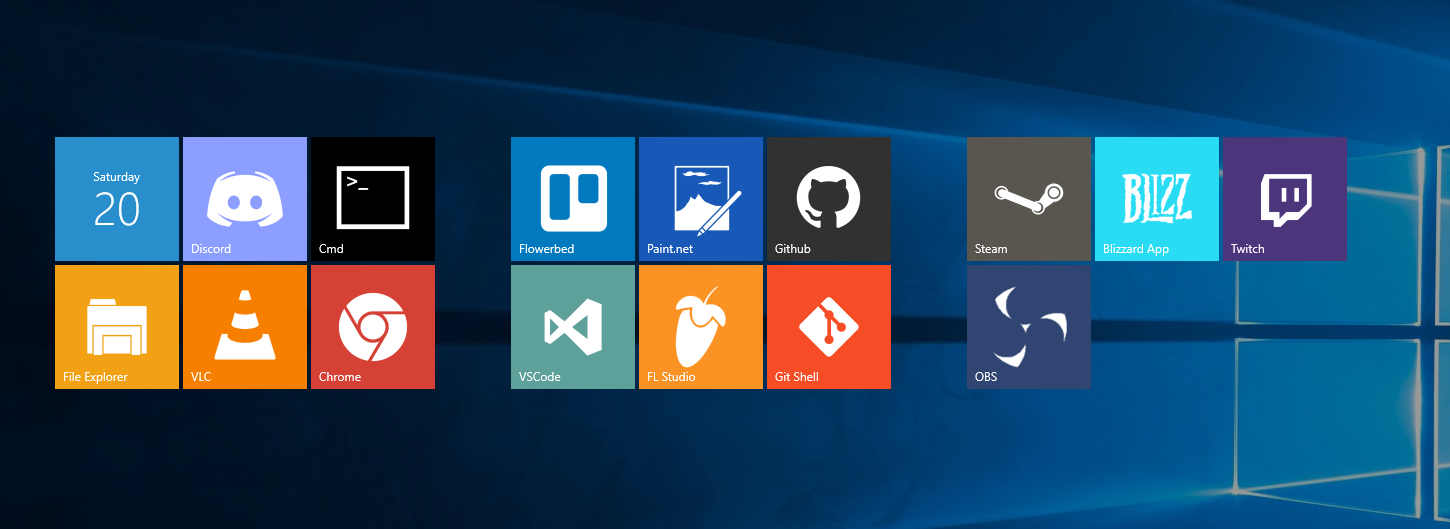 Saturday
20
Discord
>_
Cmd
File Explorer
VLC
Chrome
Flowerbed
Paint.net
Github
VSCode
FL Studio
Git Shell
Steam
BLIZZ
Blizzard App
Twitch
OBS